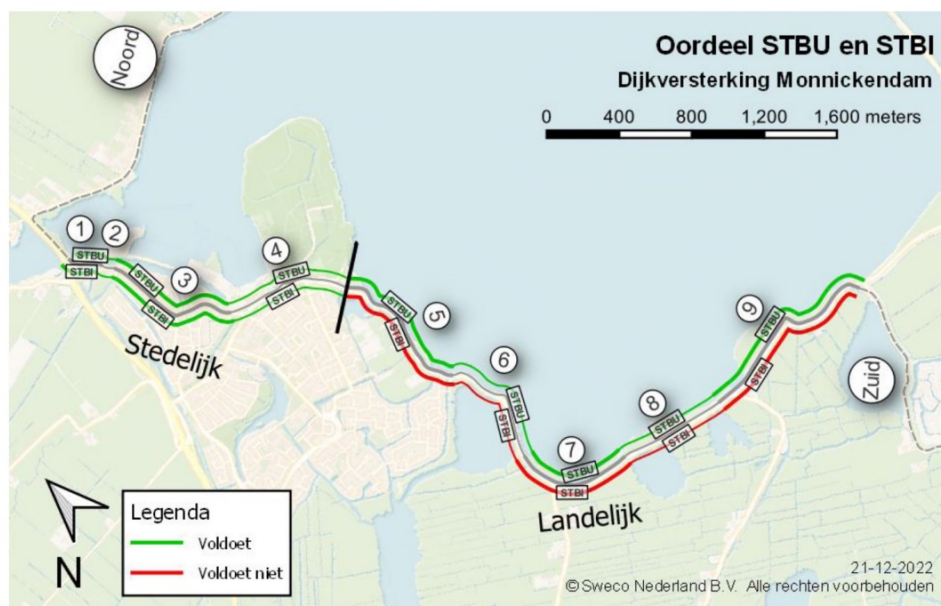 Oordeel STBU en STBI
Dijkversterking Monnickendam
0 400 800 1,200 1,600 meters
Noord
1 2
STBU
STBI
3
STBU
STBI
4
STBU
STBI
Stedelijk
5
STBU
STBI
6
STBU
STBI
7
STBU
STBI
Landelijk
8
STBU
STBI
9
STBU
STBI
Zuid
Legenda
Voldoet
Voldoet niet
N
21-12-2022
© Sweco Nederland B.V. Alle rechten voorbehouden